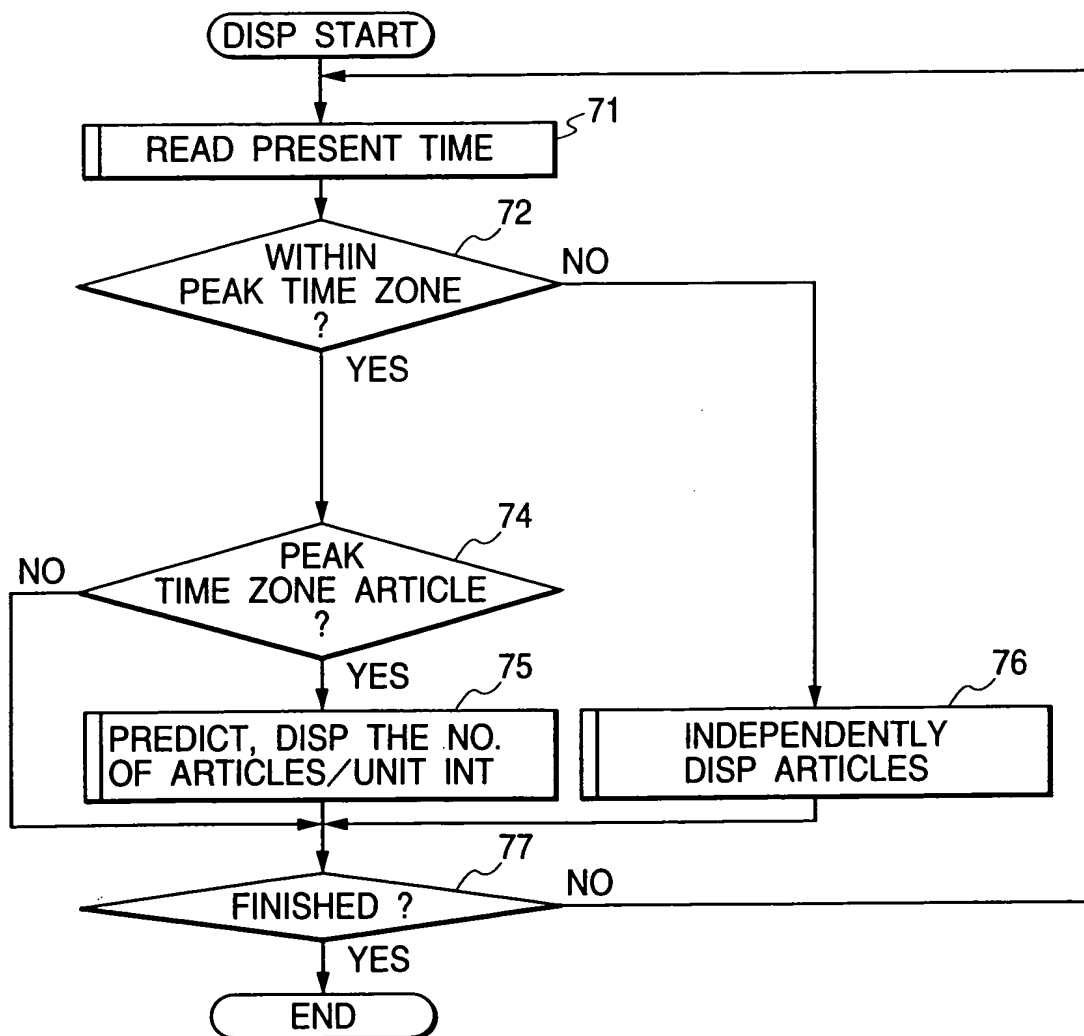 DISP START
71
READ PRESENT TIME
72
WITHIN
PEAK TIME ZONE
?
NO
YES
74
PEAK
TIME ZONE ARTICLE
?
NO
YES
75
PREDICT, DISP THE NO.
OF ARTICLES/UNIT INT
76
INDEPENDENTLY
DISP ARTICLES
77
FINISHED ?
NO
YES
END